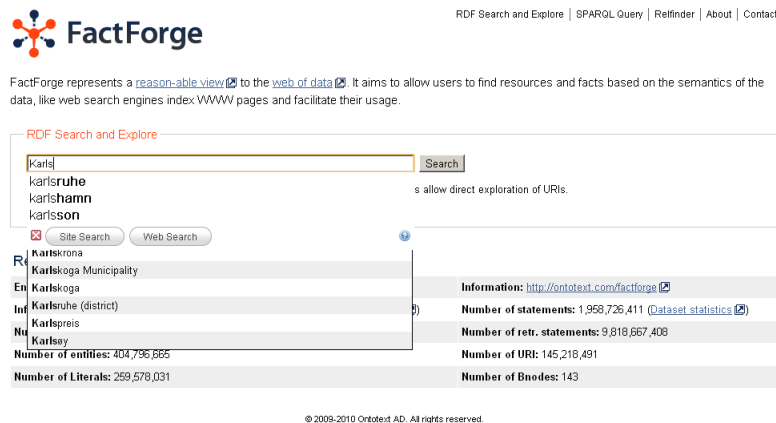 RDF Search and Explore | SPARQL Query | Relfinder | About | Contact
FactForge
FactForge represents a reason-able view to the web of data. It aims to allow users to find resources and facts based on the semantics of the
data, like web search engines index WWW pages and facilitate their usage.
RDF Search and Explore
Karls Search
karlsruhe
karlshamn
s allow direct exploration of URIs.
karlsson
Site Search Web Search
Karlskrona
Karlskoga Municipality
Karlskoga
Information: http://ontotext.com/factforge
Karlsruhe (district)
Number of statements: 1,958,726,411 (Dataset statistics)
Karlspreis
Number of retr. statements: 9,818,667,408
Karlsøy
Number of entities: 404,796,665 Number of URI: 145,218,491
Number of Literals: 259,578,031 Number of Bnodes: 143
© 2009-2010 Ontotext AD. All rights reserved.